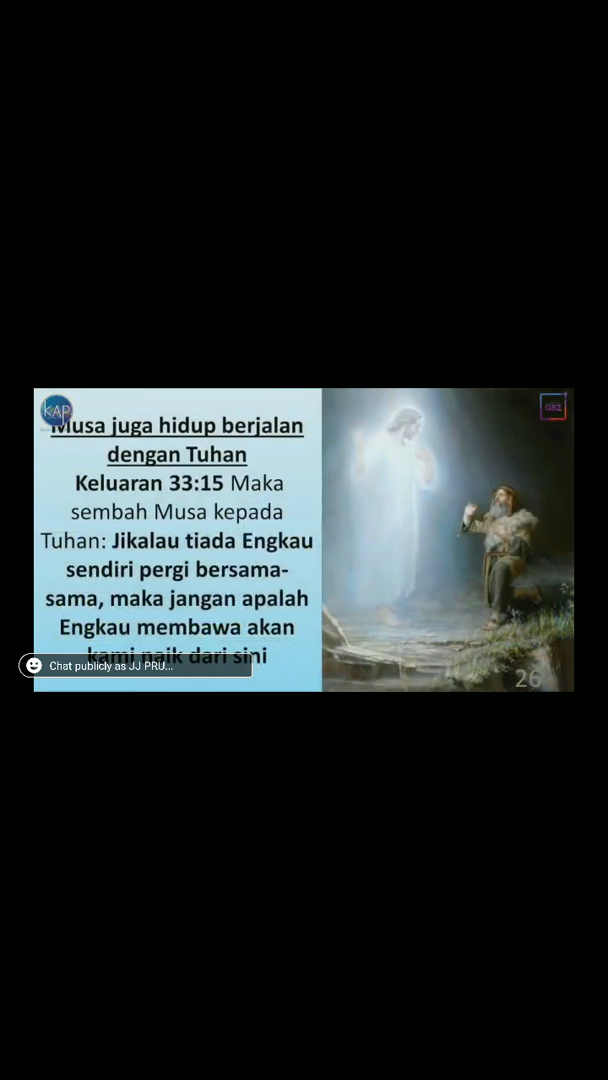 KAP
GBZ
Musa juga hidup berjalan
dengan Tuhan
Keluaran 33:15 Maka
sembah Musa kepada
Tuhan: Jikalau tiada Engkau
sendiri pergi bersama-
sama, maka jangan apalah
Engkau membawa akan
kami naik dari sini
Chat publicly as JJ PRU...
26